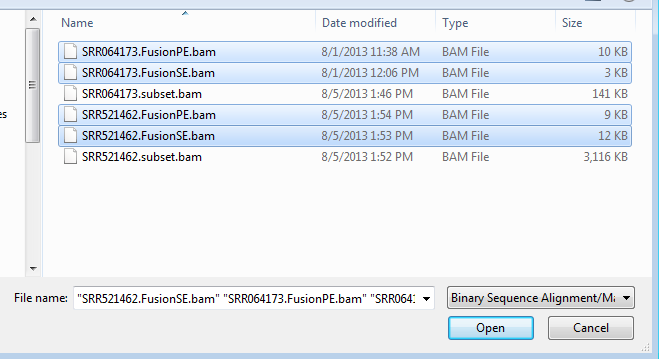 Name Date modified Type Size
SRR064173.FusionPE.bam 8/1/2013 11:38 AM BAM File 10 KB
SRR064173.FusionSE.bam 8/1/2013 12:06 PM BAM File 3 KB
SRR064173.subset.bam 8/5/2013 1:46 PM BAM File 141 KB
SRR521462.FusionPE.bam 8/5/2013 1:54 PM BAM File 9 KB
SRR521462.FusionSE.bam 8/5/2013 1:53 PM BAM File 12 KB
SRR521462.subset.bam 8/5/2013 1:52 PM BAM File 3,116 KB
es
File name: "SRR521462.FusionSE.bam" "SRR064173.FusionPE.bam" "SRR0641 Binary Sequence Alignment/Ma
Open Cancel